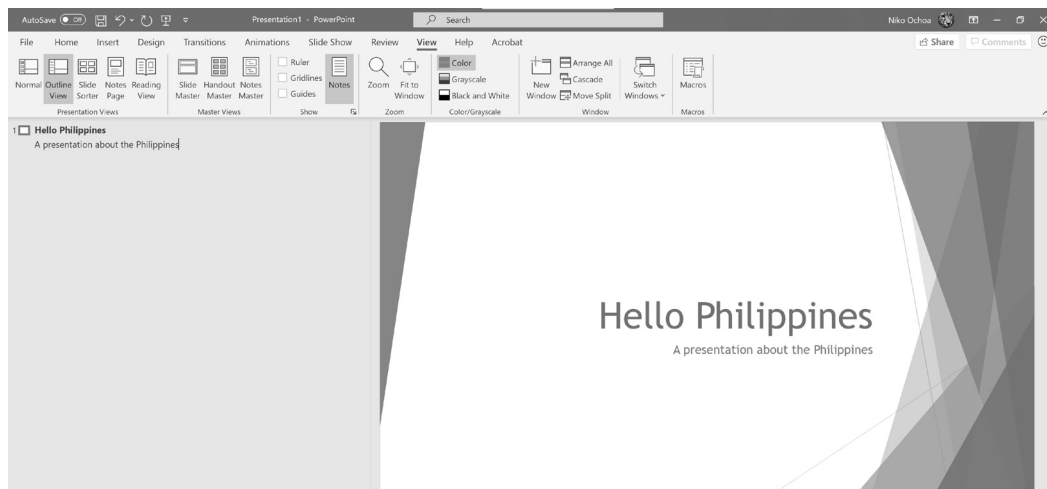 AutoSave Off Presentation1 - PowerPoint Search Niko Ochoa
File Home Insert Design Transitions Animations Slide Show Review View Help Acrobat Share Comments
Normal Outline View Slide Sorter Notes Page Reading View
Presentation Views
Slide Master Handout Master Notes Master
Master Views
Ruler
Gridlines
Guides
Notes
Show
Zoom Fit to Window
Zoom
Color
Grayscale
Black and White
Color/Grayscale
New Window
Arrange All
Cascade
Move Split
Switch Windows
Window
Macros
Macros
1 Hello Philippines
A presentation about the Philippines
Hello Philippines
A presentation about the Philippines